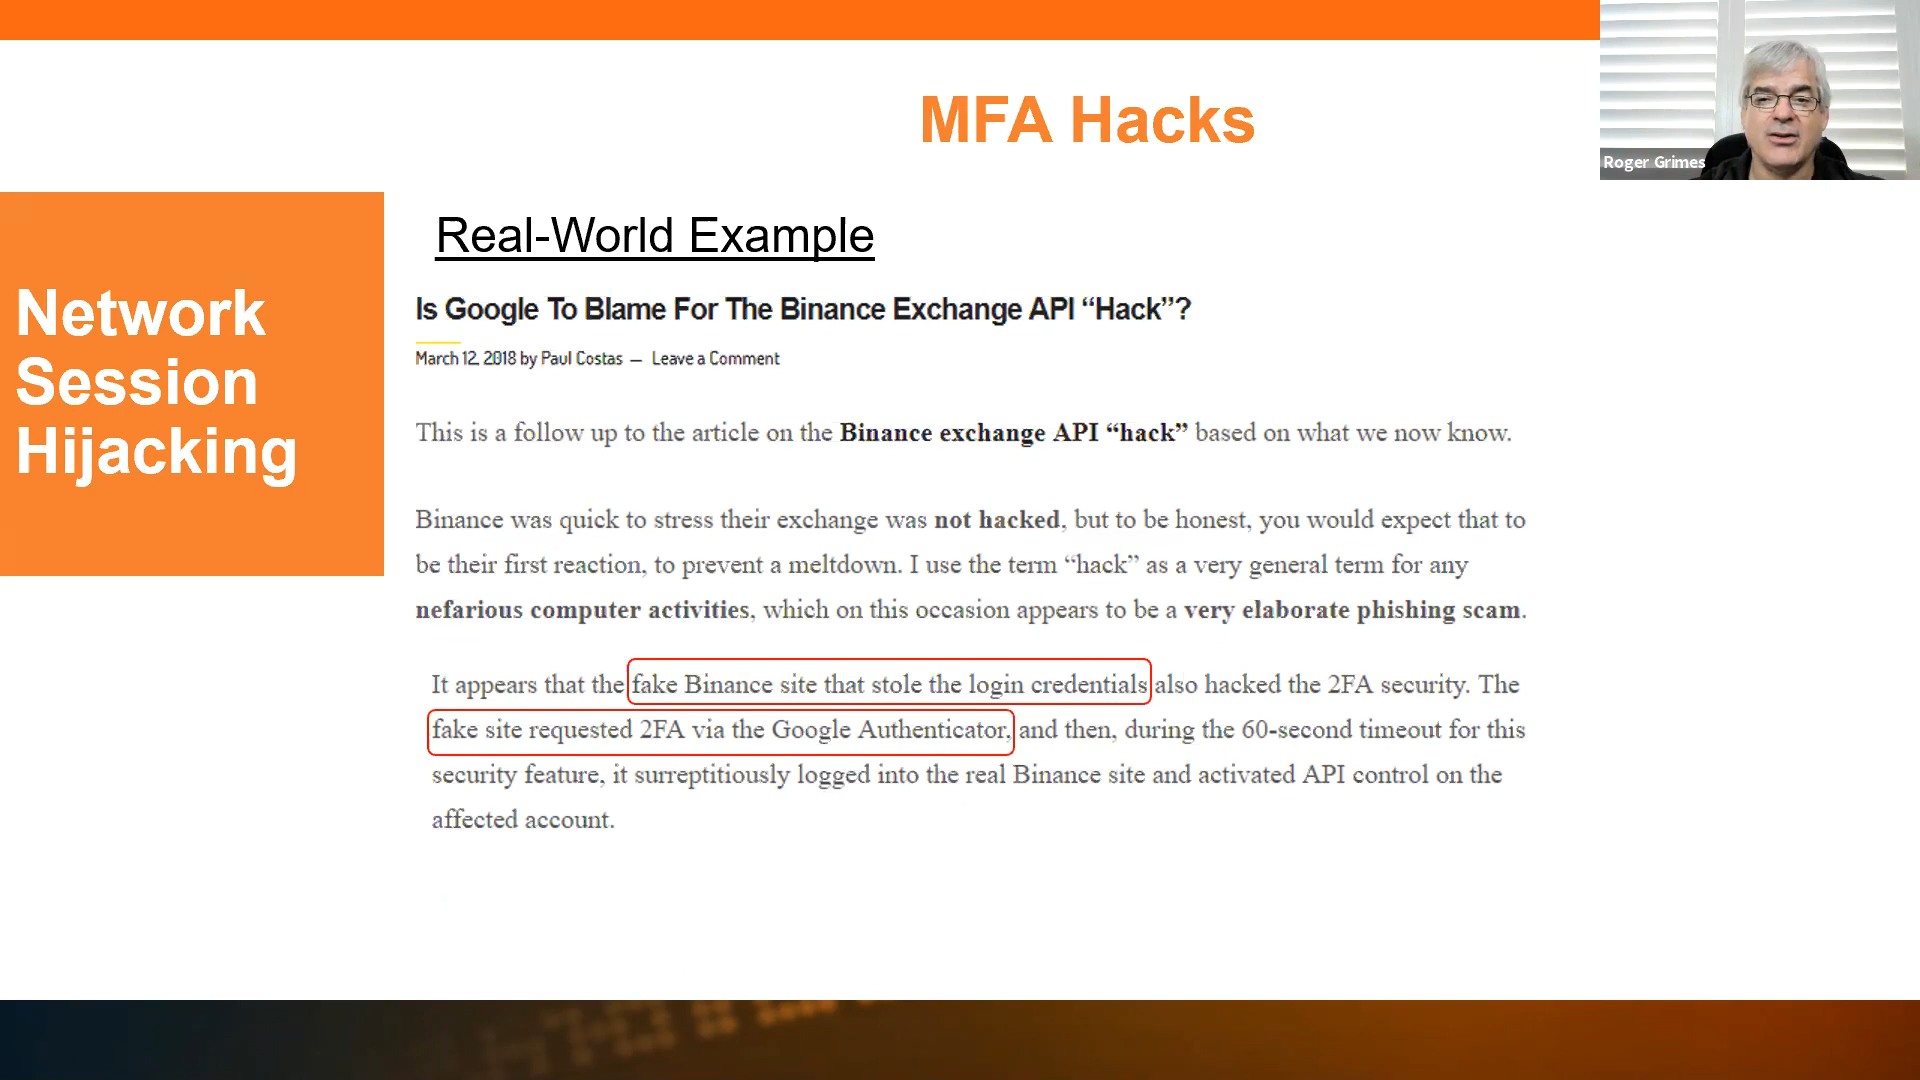 MFA Hacks
Roger Grimes
Network
Session
Hijacking
Real-World Example
Is Google To Blame For The Binance Exchange API “Hack”?
March 12, 2018 by Paul Costas — Leave a Comment
This is a follow up to the article on the Binance exchange API “hack” based on what we now know.
Binance was quick to stress their exchange was not hacked, but to be honest, you would expect that to
be their first reaction, to prevent a meltdown. I use the term “hack” as a very general term for any
nefarious computer activities, which on this occasion appears to be a very elaborate phishing scam.
It appears that the fake Binance site that stole the login credentials also hacked the 2FA security. The
fake site requested 2FA via the Google Authenticator, and then, during the 60-second timeout for this
security feature, it surreptitiously logged into the real Binance site and activated API control on the
affected account.